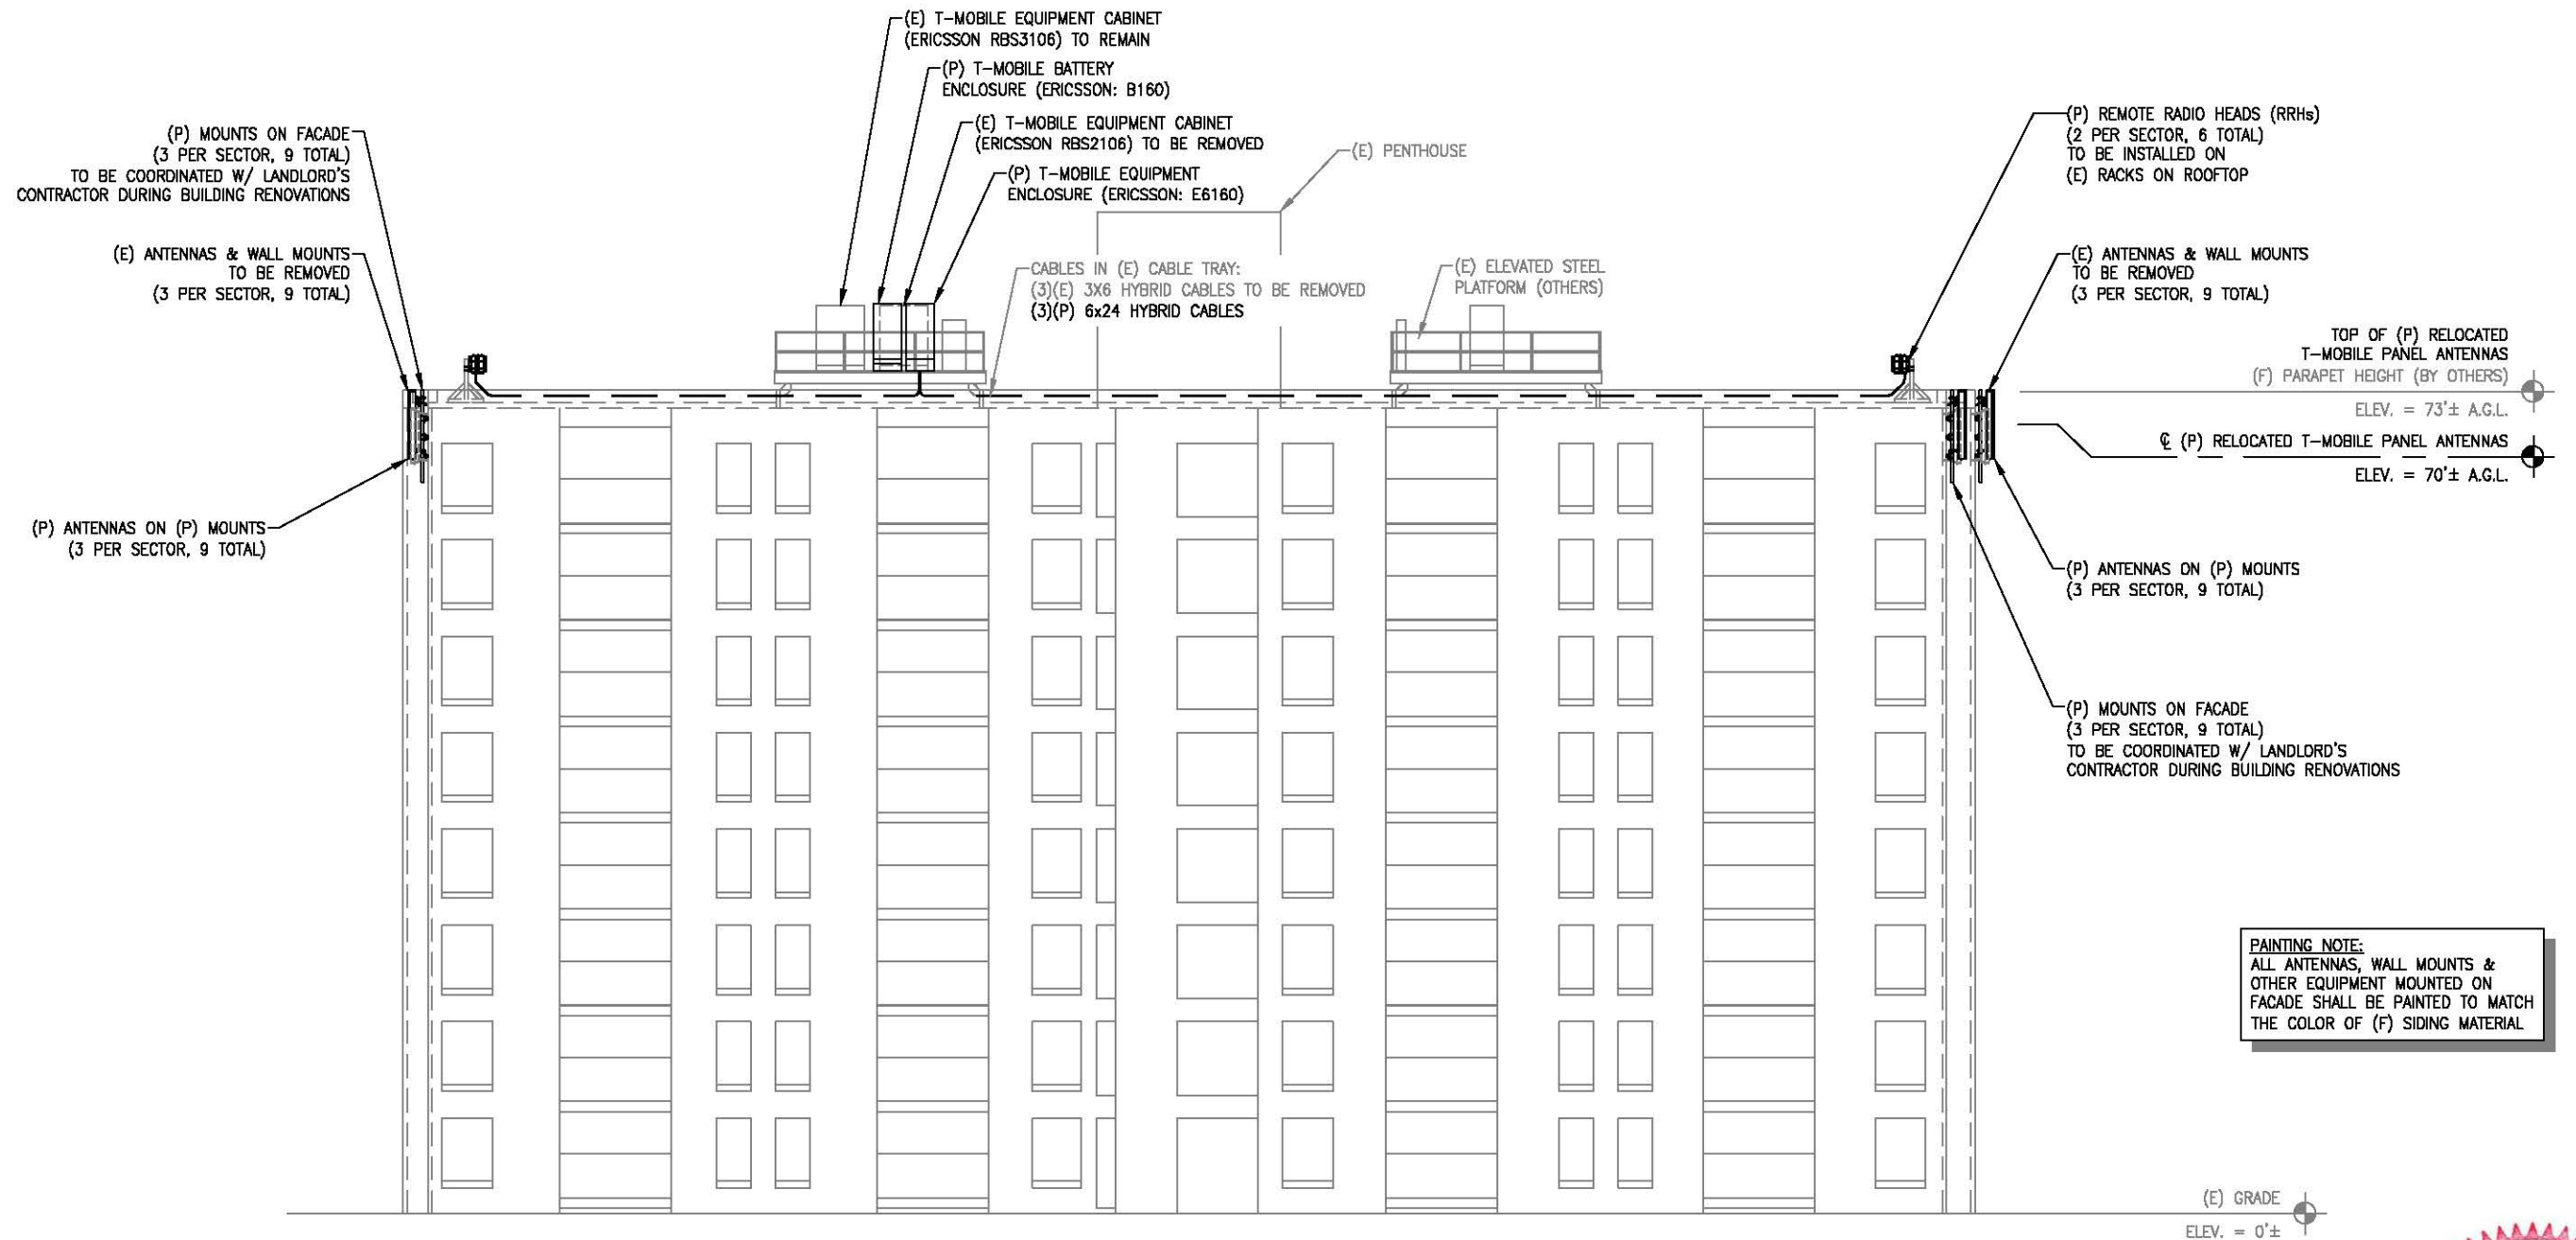 (E) T-MOBILE EQUIPMENT CABINET
(ERICSSON RBS3106) TO REMAIN
(P) T-MOBILE BATTERY
ENCLOSURE (ERICSSON: B160)
(E) T-MOBILE EQUIPMENT CABINET
(ERICSSON RBS2106) TO BE REMOVED
(P) T-MOBILE EQUIPMENT
ENCLOSURE (ERICSSON: E6160)
(E) PENTHOUSE
CABLES IN (E) CABLE TRAY:
(3)(E) 3X6 HYBRID CABLES TO BE REMOVED
(3)(P) 6x24 HYBRID CABLES
(E) ELEVATED STEEL
PLATFORM (OTHERS)
(P) MOUNTS ON FACADE
(3 PER SECTOR, 9 TOTAL)
TO BE COORDINATED W/ LANDLORD'S
CONTRACTOR DURING BUILDING RENOVATIONS
(E) ANTENNAS & WALL MOUNTS
TO BE REMOVED
(3 PER SECTOR, 9 TOTAL)
(P) ANTENNAS ON (P) MOUNTS
(3 PER SECTOR, 9 TOTAL)
(P) REMOTE RADIO HEADS (RRHs)
(2 PER SECTOR, 6 TOTAL)
TO BE INSTALLED ON
(E) RACKS ON ROOFTOP
(E) ANTENNAS & WALL MOUNTS
TO BE REMOVED
(3 PER SECTOR, 9 TOTAL)
TOP OF (P) RELOCATED
T-MOBILE PANEL ANTENNAS
(F) PARAPET HEIGHT (BY OTHERS)
ELEV. = 73'± A.G.L.
℄ (P) RELOCATED T-MOBILE PANEL ANTENNAS
ELEV. = 70'± A.G.L.
(P) ANTENNAS ON (P) MOUNTS
(3 PER SECTOR, 9 TOTAL)
(P) MOUNTS ON FACADE
(3 PER SECTOR, 9 TOTAL)
TO BE COORDINATED W/ LANDLORD'S
CONTRACTOR DURING BUILDING RENOVATIONS
PAINTING NOTE:
ALL ANTENNAS, WALL MOUNTS &
OTHER EQUIPMENT MOUNTED ON
FACADE SHALL BE PAINTED TO MATCH
THE COLOR OF (F) SIDING MATERIAL
(E) GRADE
ELEV. = 0'±